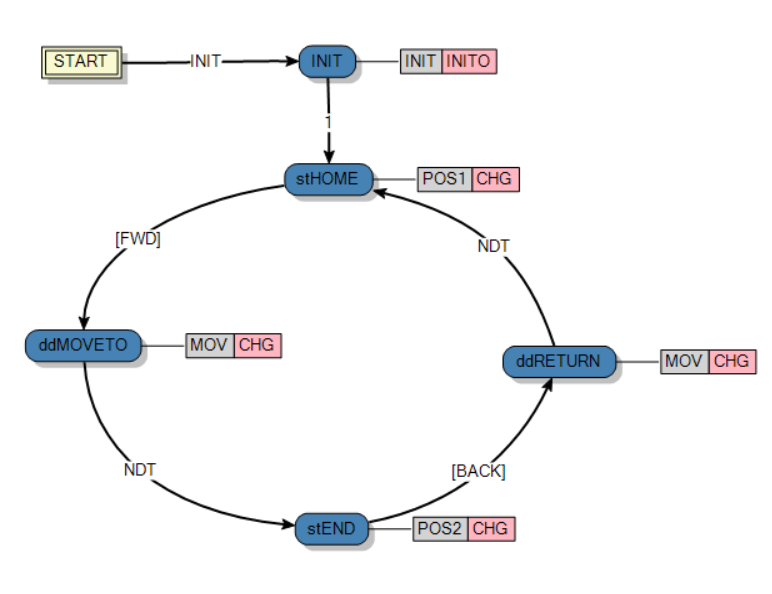 START
INIT
INIT
INIT INITO
1
stHOME
POS1 CHG
[FWD]
NDT
ddMOVETO
MOV CHG
ddRETURN
MOV CHG
NDT
[BACK]
stEND
POS2 CHG